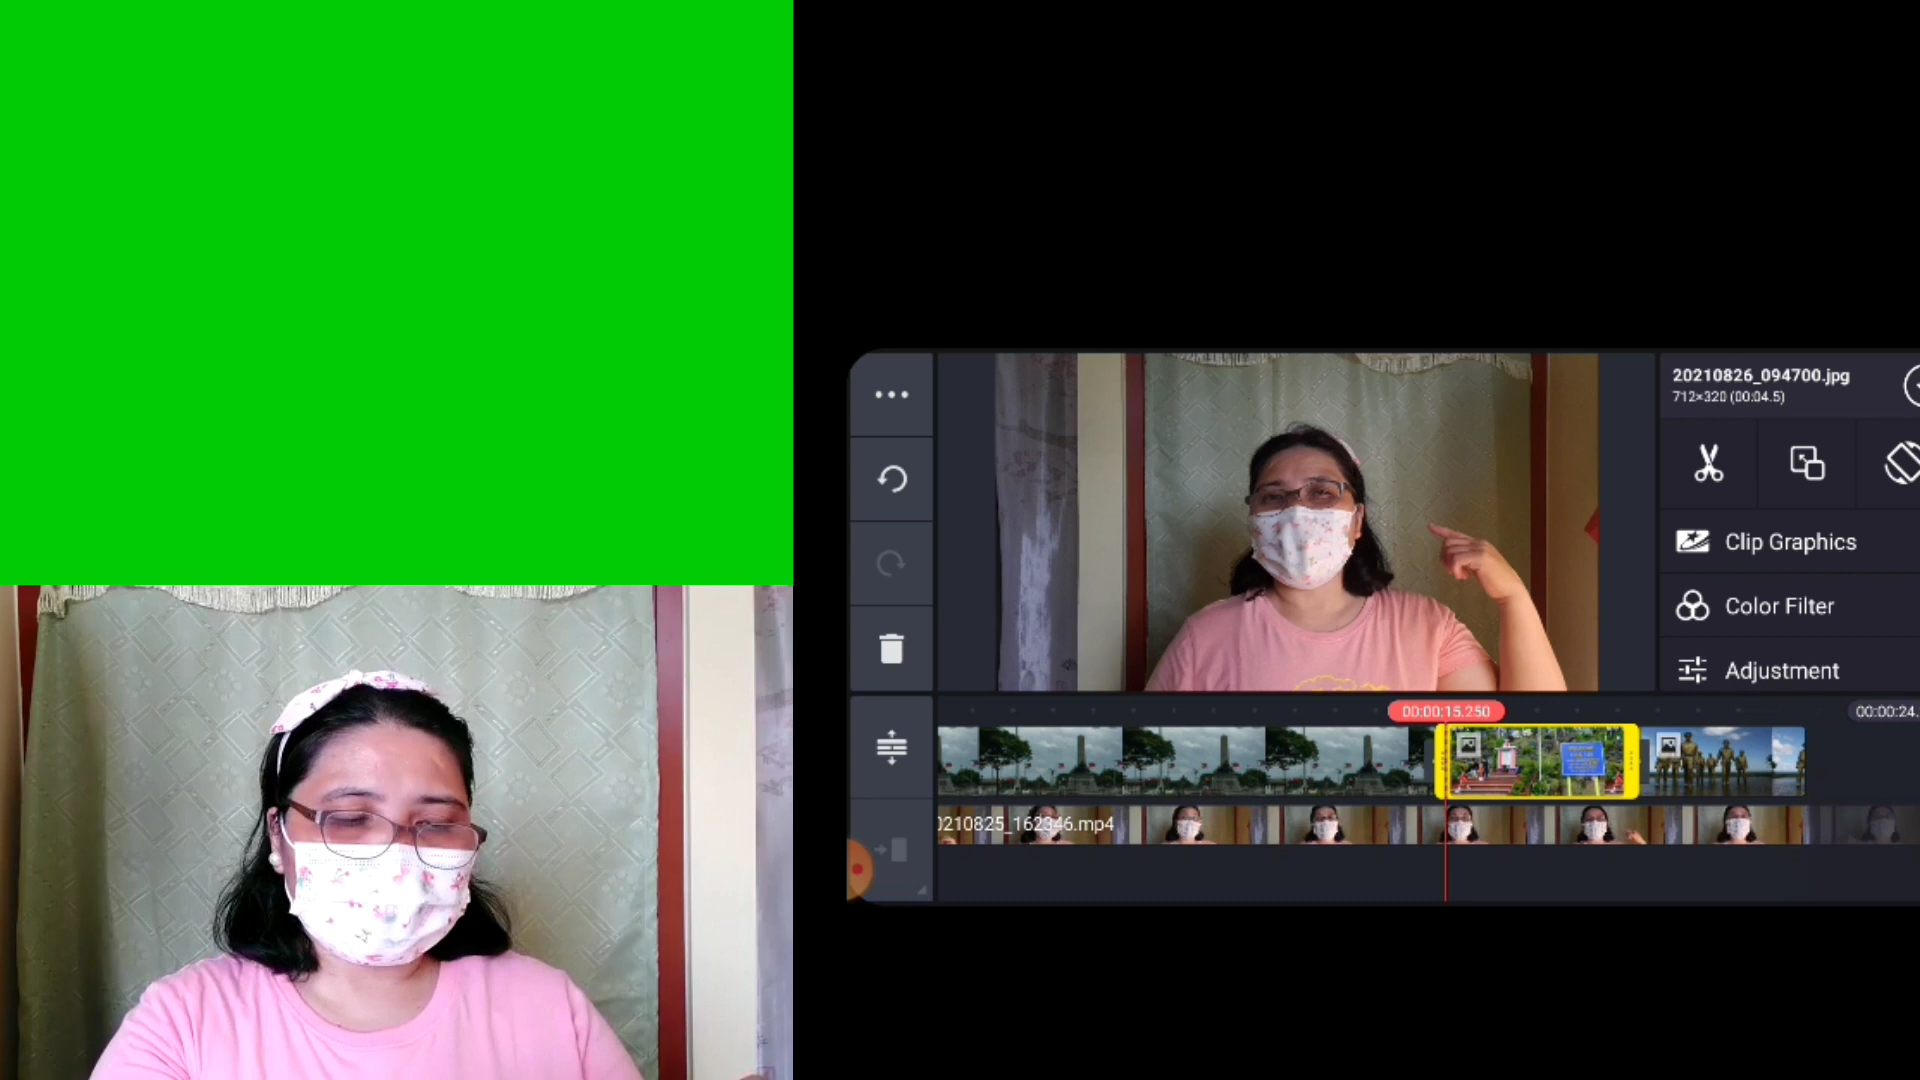 20210826_094700.jpg
712×320 (00:04.5)
Clip Graphics
Color Filter
Adjustment
00:00:15.250
00:00:24.
0210825_162346.mp4